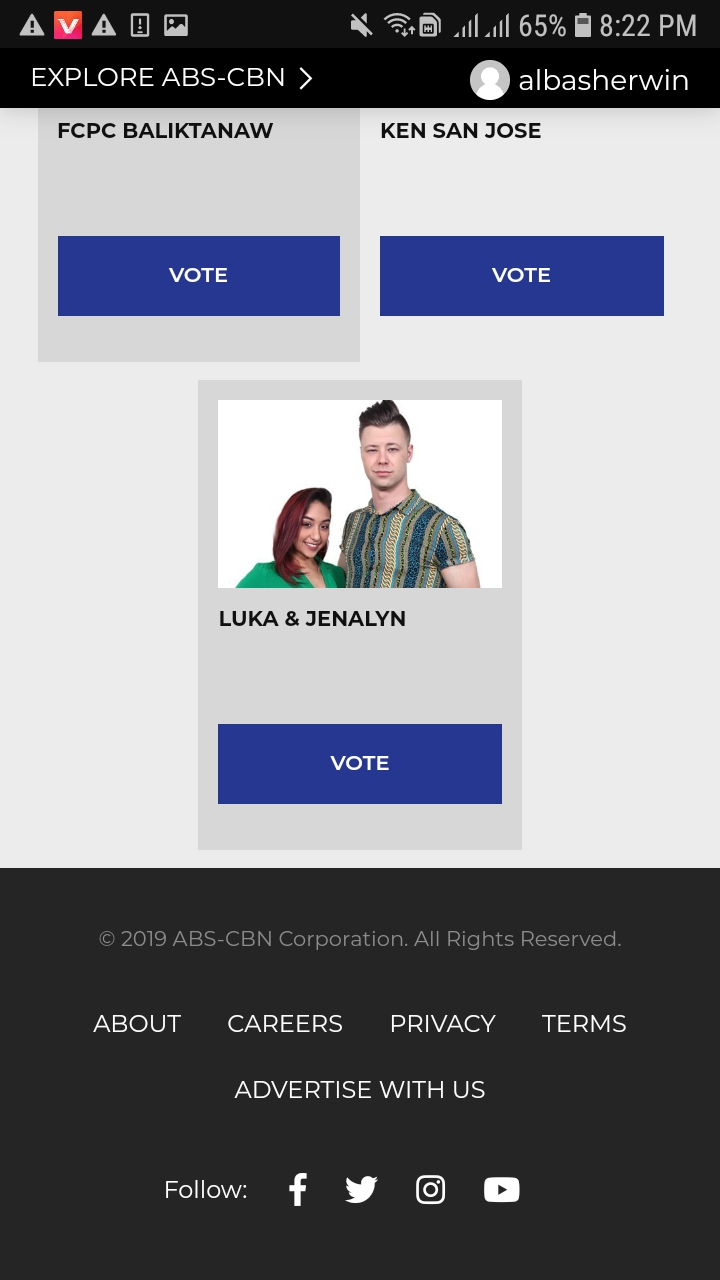 65% 8:22 PM
EXPLORE ABS-CBN
albasherwin
FCPC BALIKTANAW
KEN SAN JOSE
VOTE
VOTE
LUKA & JENALYN
VOTE
© 2019 ABS-CBN Corporation. All Rights Reserved.
ABOUT CAREERS PRIVACY TERMS
ADVERTISE WITH US
Follow: